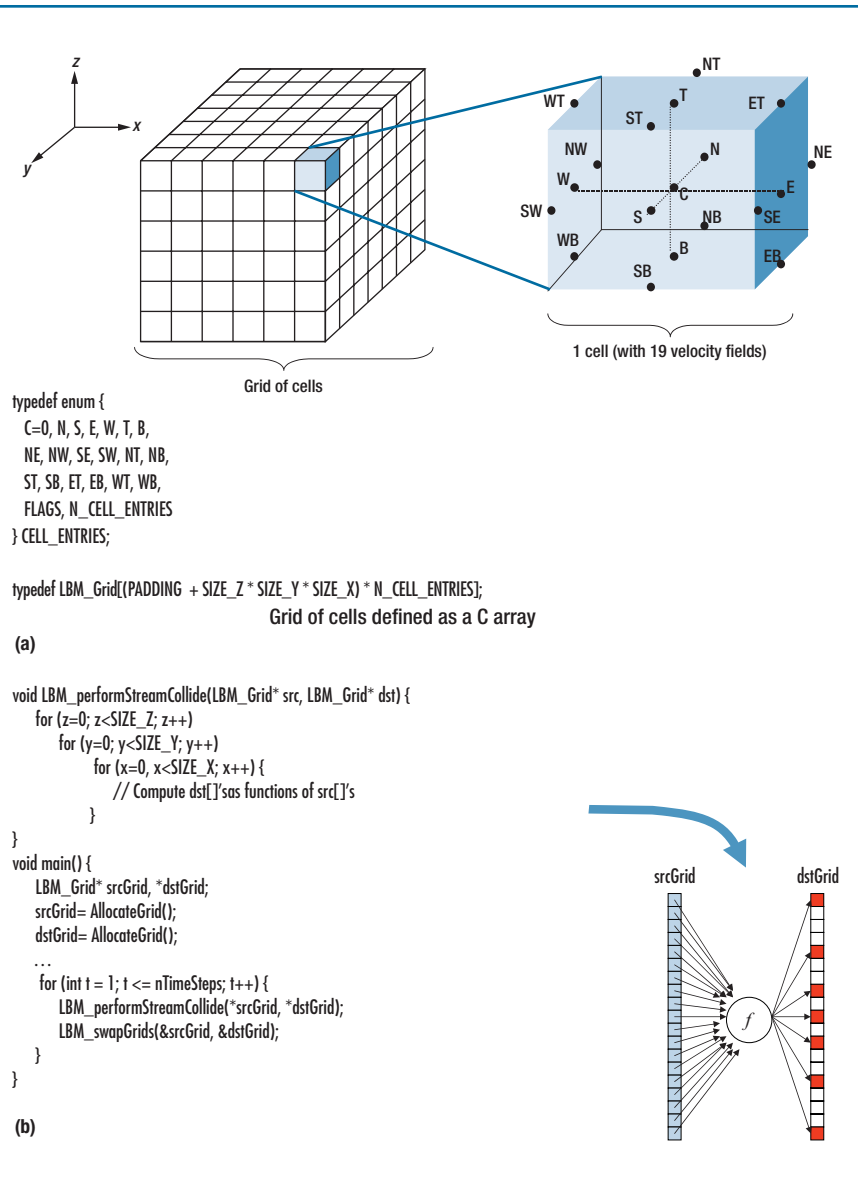 z
x
y
NT
WT
T
ET
ST
NW
N
NE
W
C
E
SW
S
NB
SE
WB
B
EB
SB
1 cell (with 19 velocity fields)
Grid of cells
typedef enum {
C=0, N, S, E, W, T, B,
NE, NW, SE, SW, NT, NB,
ST, SB, ET, EB, WT, WB,
FLAGS, N_CELL_ENTRIES
} CELL_ENTRIES;
typedef LBM_Grid[(PADDING + SIZE_Z * SIZE_Y * SIZE_X) * N_CELL_ENTRIES];
Grid of cells defined as a C array
(a)
void LBM_performStreamCollide(LBM_Grid* src, LBM_Grid* dst) {
for (z=0; z<SIZE_Z; z++)
for (y=0; y<SIZE_Y; y++)
for (x=0, x<SIZE_X; x++) {
// Compute dst[]'sas functions of src[]'s
}
}
void main() {
LBM_Grid* srcGrid, *dstGrid;
srcGrid= AllocateGrid();
dstGrid= AllocateGrid();
...
for (int t = 1; t <= nTimeSteps; t++) {
LBM_performStreamCollide(*srcGrid, *dstGrid);
LBM_swapGrids(&srcGrid, &dstGrid);
}
}
(b)
srcGrid
dstGrid
f